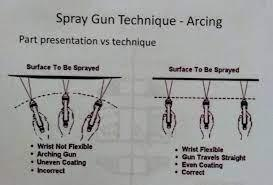 Spray Gun Technique - Arcing
Part presentation vs technique
Surface To Be Sprayed
• Wrist Not Flexible
• Arching Gun
• Uneven Coating
• Incorrect
Surface To Be Sprayed
• Wrist Flexible
• Gun Travels Straight
• Even Coating
• Correct